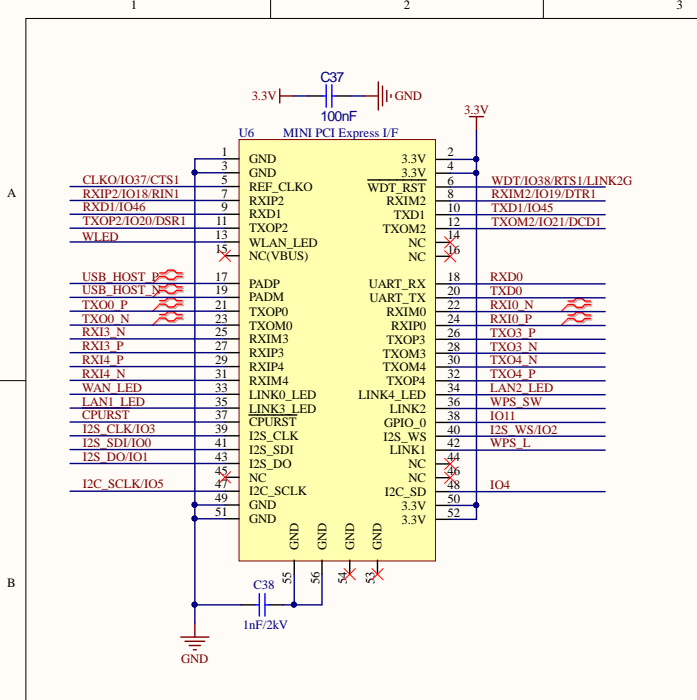 1 2 3
A
B
C37
3.3V GND
100nF
3.3V
U6 MINI PCI Express I/F
1 GND 3.3V 2
3 GND 3.3V 4
CLKO/IO37/CTS1 5 REF_CLKO WDT_RST 6 WDT/IO38/RTS1/LINK2G
RXIP2/IO18/RIN1 7 RXIP2 RXIM2 8 RXIM2/IO19/DTR1
RXD1/IO46 9 RXD1 TXD1 10 TXD1/IO45
TXOP2/IO20/DSR1 11 TXOP2 TXOM2 12 TXOM2/IO21/DCD1
WLED 13 WLAN_LED NC 14
15 NC(VBUS) NC 16
USB_HOST_P 17 PADP UART_RX 18 RXD0
USB_HOST_N 19 PADM UART_TX 20 TXD0
TXO0_P 21 TXOP0 RXIM0 22 RXI0_N
TXO0_N 23 TXOM0 RXIP0 24 RXI0_P
RXI3_N 25 RXIM3 TXOP3 26 TXO3_P
RXI3_P 27 RXIP3 TXOM3 28 TXO3_N
RXI4_P 29 RXIP4 TXOM4 30 TXO4_N
RXI4_N 31 RXIM4 TXOP4 32 TXO4_P
WAN_LED 33 LINK0_LED LINK4_LED 34 LAN2_LED
LAN1_LED 35 LINK3_LED LINK2 36 WPS_SW
CPURST 37 CPURST GPIO_0 38 IO11
I2S_CLK/IO3 39 I2S_CLK I2S_WS 40 I2S_WS/IO2
I2S_SDI/IO0 41 I2S_SDI LINK1 42 WPS_L
I2S_DO/IO1 43 I2S_DO NC 44
45 NC NC 46
I2C_SCLK/IO5 47 I2C_SCLK I2C_SD 48 IO4
49 GND 3.3V 50
51 GND 3.3V 52
GND GND GND GND
55 56 54 53
C38
1nF/2kV
GND